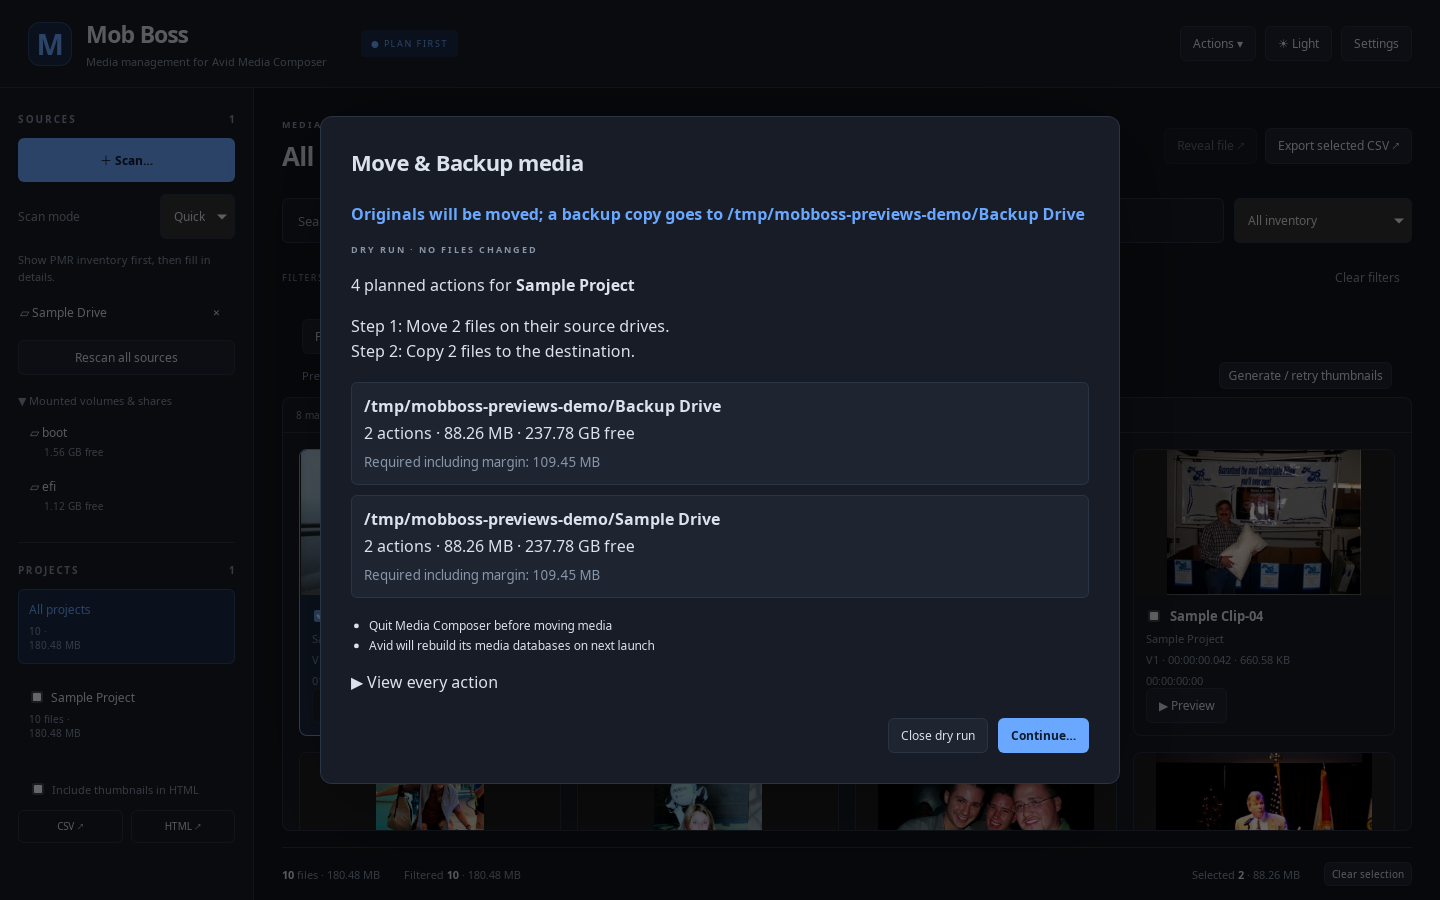 M
Mob Boss
Media management for Avid Media Composer
● PLAN FIRST
Actions ▾
☀ Light
Settings
SOURCES 1
+ Scan...
Scan mode Quick
Show PMR inventory first, then fill in
details.
Sample Drive ×
Rescan all sources
▼ Mounted volumes & shares
boot
1.56 GB free
efi
1.12 GB free
PROJECTS 1
All projects
10 ·
180.48 MB
Sample Project
10 files ·
180.48 MB
Include thumbnails in HTML
CSV ↗ HTML ↗
MEDIA
All
Reveal file ↗
Export selected CSV ↗
All inventory
Clear filters
Generate / retry thumbnails
Move & Backup media
Originals will be moved; a backup copy goes to /tmp/mobboss-previews-demo/Backup Drive
DRY RUN · NO FILES CHANGED
4 planned actions for Sample Project
Step 1: Move 2 files on their source drives.
Step 2: Copy 2 files to the destination.
/tmp/mobboss-previews-demo/Backup Drive
2 actions · 88.26 MB · 237.78 GB free
Required including margin: 109.45 MB
/tmp/mobboss-previews-demo/Sample Drive
2 actions · 88.26 MB · 237.78 GB free
Required including margin: 109.45 MB
• Quit Media Composer before moving media
• Avid will rebuild its media databases on next launch
▶ View every action
Close dry run
Continue...
Sample Clip-04
Sample Project
V1 · 00:00:00.042 · 660.58 KB
00:00:00:00
▶ Preview
10 files · 180.48 MB Filtered 10 · 180.48 MB
Selected 2 · 88.26 MB
Clear selection